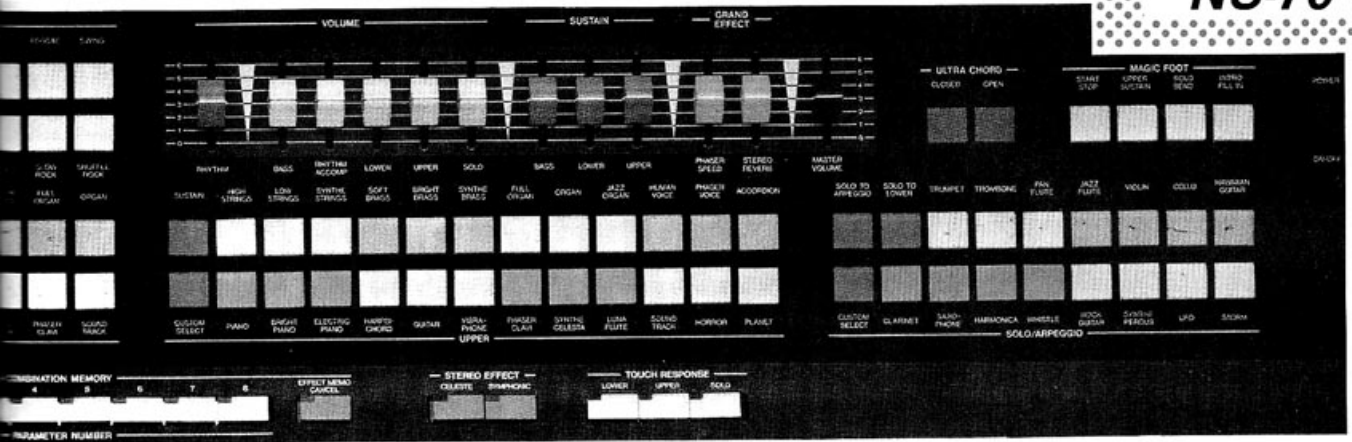 NS-70
VOLUME
SUSTAIN
GRAND
EFFECT
SWING
ULTRA CHORD
CLOSED OPEN
MAGIC FOOT
START
STOP
UPPER
SUSTAIN
SOLO
BEND
INTRO
FILL IN
POWER
SLOW
ROCK
SHUFFLE
ROCK
RHYTHM
BASS
RHYTHM
ACCOMP
LOWER
UPPER
SOLO
BASS
LOWER
UPPER
PHASER
SPEED
STEREO
REVERB
MASTER
VOLUME
ON/OFF
FULL
ORGAN
ORGAN
SUSTAIN
HIGH
STRINGS
LOW
STRINGS
SYNTHE
STRINGS
SOFT
BRASS
BRIGHT
BRASS
SYNTHE
BRASS
FULL
ORGAN
ORGAN
JAZZ
ORGAN
HUMAN
VOICE
PHASER
VOICE
ACCORDION
SOLO TO
ARPEGGIO
SOLO TO
LOWER
TRUMPET
TROMBONE
PAN
FLUTE
JAZZ
FLUTE
VIOLIN
CELLO
HAWAIIAN
GUITAR
PHASER
CLAVI
SOUND
TRACK
CUSTOM
SELECT
PIANO
BRIGHT
PIANO
ELECTRIC
PIANO
HARPSI-
CHORD
GUITAR
VIBRA-
PHONE
PHASER
CLAVI
SYNTHE
CELESTA
LUNA
FLUTE
SOUND
TRACK
HORROR
PLANET
CUSTOM
SELECT
CLARINET
SAXO-
PHONE
HARMONICA
WHISTLE
ROCK
GUITAR
SYNTHE
PERCUS
UFO
STORM
UPPER
SOLO/ARPEGGIO
MBINATION MEMORY
4 5 6 7 8
EFFECT MEMO
CANCEL
STEREO EFFECT
CELESTE SYMPHONIC
TOUCH RESPONSE
LOWER UPPER SOLO
PARAMETER NUMBER